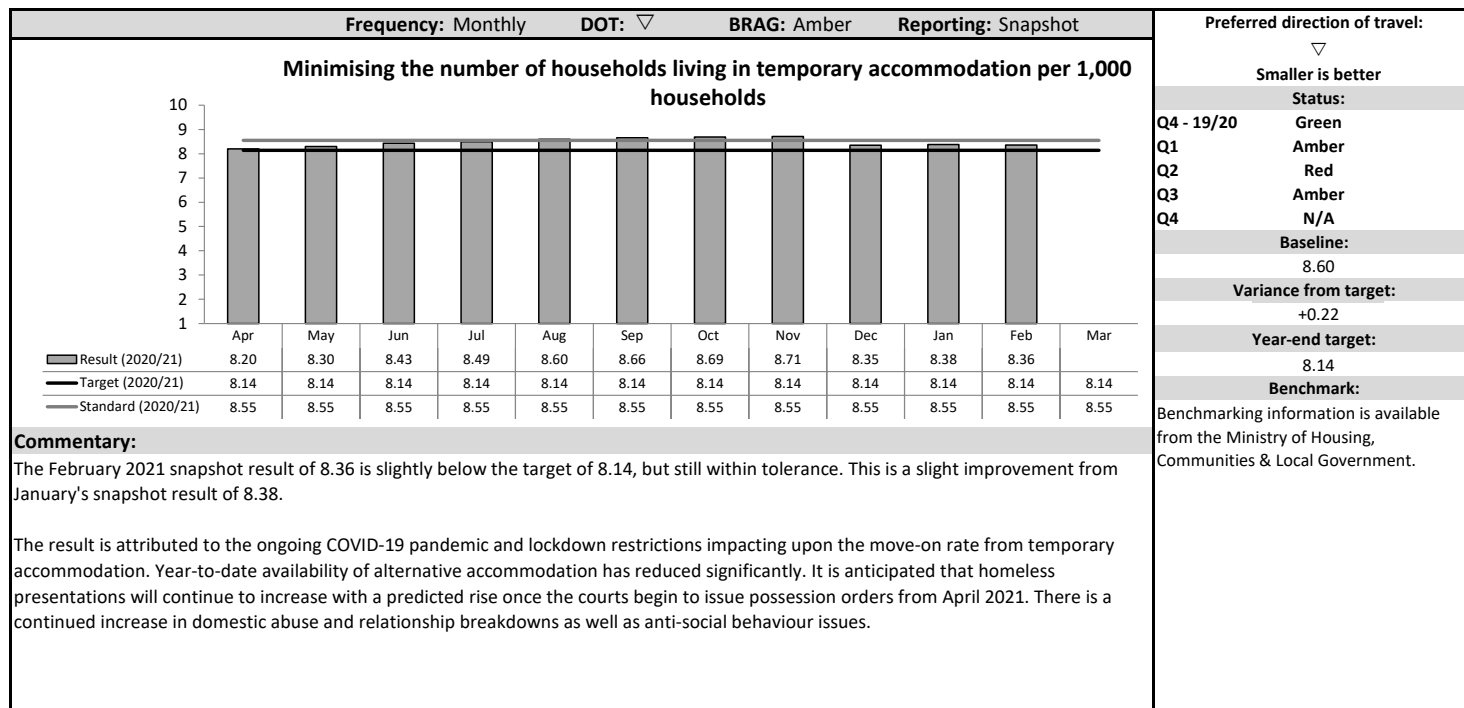 Frequency: Monthly DOT: ▽ BRAG: Amber Reporting: Snapshot
Minimising the number of households living in temporary accommodation per 1,000
households
10
9
8
7
6
5
4
3
2
1
Apr May Jun Jul Aug Sep Oct Nov Dec Jan Feb Mar
Result (2020/21) 8.20 8.30 8.43 8.49 8.60 8.66 8.69 8.71 8.35 8.38 8.36
Target (2020/21) 8.14 8.14 8.14 8.14 8.14 8.14 8.14 8.14 8.14 8.14 8.14 8.14
Standard (2020/21) 8.55 8.55 8.55 8.55 8.55 8.55 8.55 8.55 8.55 8.55 8.55 8.55
Commentary:
The February 2021 snapshot result of 8.36 is slightly below the target of 8.14, but still within tolerance. This is a slight improvement from
January's snapshot result of 8.38.
The result is attributed to the ongoing COVID-19 pandemic and lockdown restrictions impacting upon the move-on rate from temporary
accommodation. Year-to-date availability of alternative accommodation has reduced significantly. It is anticipated that homeless
presentations will continue to increase with a predicted rise once the courts begin to issue possession orders from April 2021. There is a
continued increase in domestic abuse and relationship breakdowns as well as anti-social behaviour issues.
Preferred direction of travel:
▽
Smaller is better
Status:
Q4 - 19/20 Green
Q1 Amber
Q2 Red
Q3 Amber
Q4 N/A
Baseline:
8.60
Variance from target:
+0.22
Year-end target:
8.14
Benchmark:
Benchmarking information is available
from the Ministry of Housing,
Communities & Local Government.